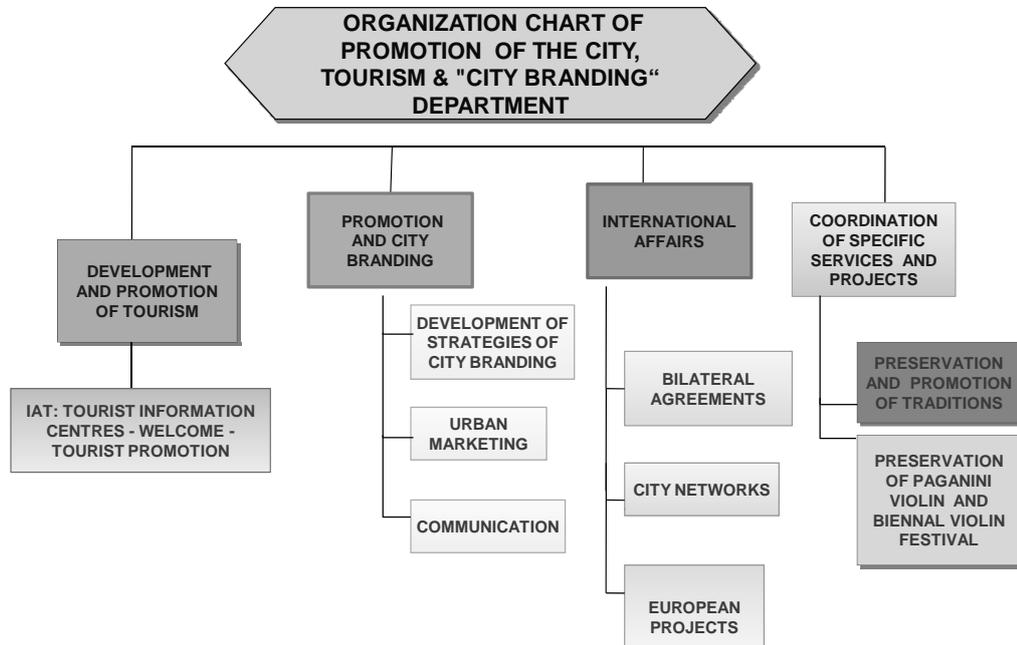 ORGANIZATION CHART OF
PROMOTION OF THE CITY,
TOURISM & "CITY BRANDING“
DEPARTMENT
DEVELOPMENT
AND PROMOTION
OF TOURISM
IAT: TOURIST INFORMATION
CENTRES - WELCOME -
TOURIST PROMOTION
PROMOTION
AND CITY
BRANDING
DEVELOPMENT OF
STRATEGIES OF
CITY BRANDING
URBAN
MARKETING
COMMUNICATION
INTERNATIONAL
AFFAIRS
BILATERAL
AGREEMENTS
CITY NETWORKS
EUROPEAN
PROJECTS
COORDINATION
OF SPECIFIC
SERVICES AND
PROJECTS
PRESERVATION
AND PROMOTION
OF TRADITIONS
PRESERVATION
OF PAGANINI
VIOLIN AND
BIENNAL VIOLIN
FESTIVAL